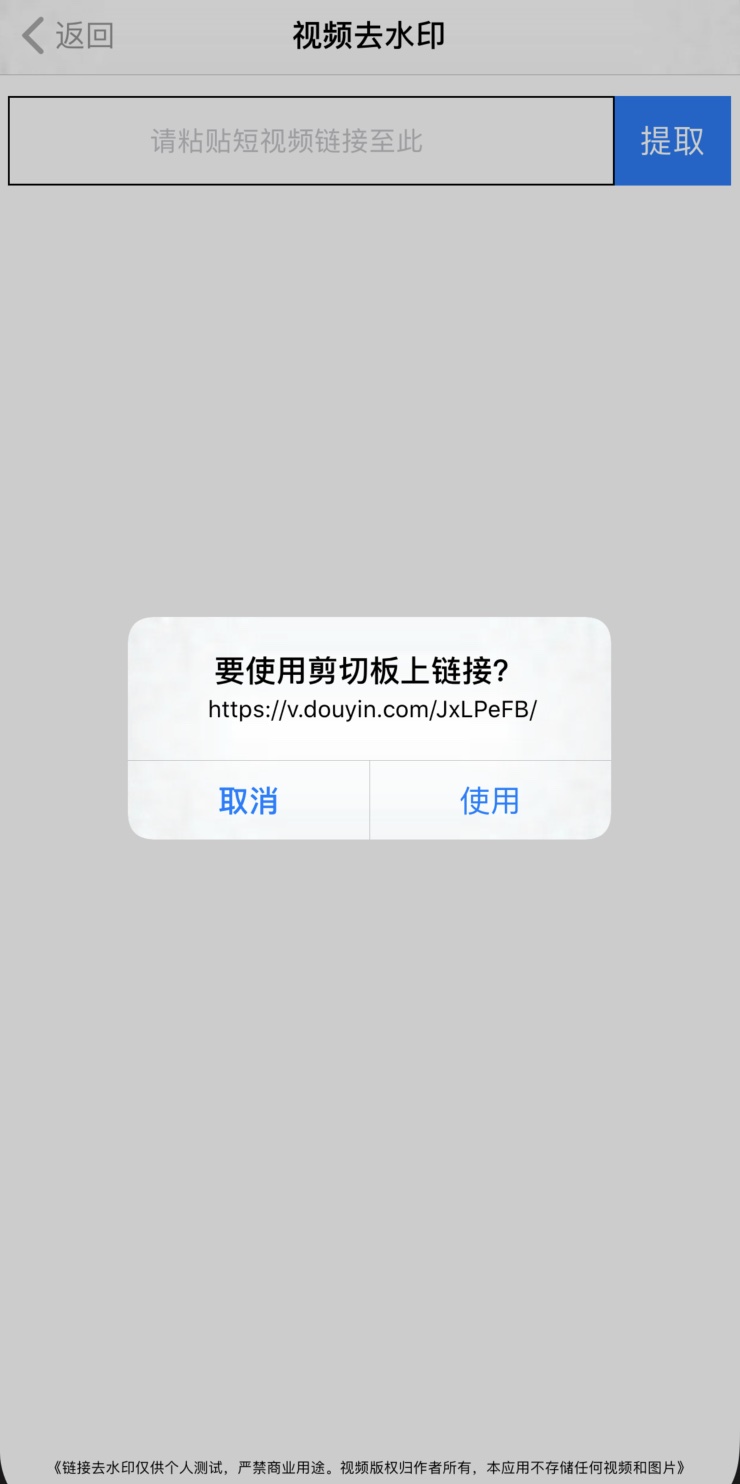 返回
视频去水印
请粘贴短视频链接至此
提取
要使用剪切板上链接?
https://v.douyin.com/JxLPeFB/
取消
使用
《链接去水印仅供个人测试，严禁商业用途。视频版权归作者所有，本应用不存储任何视频和图片》